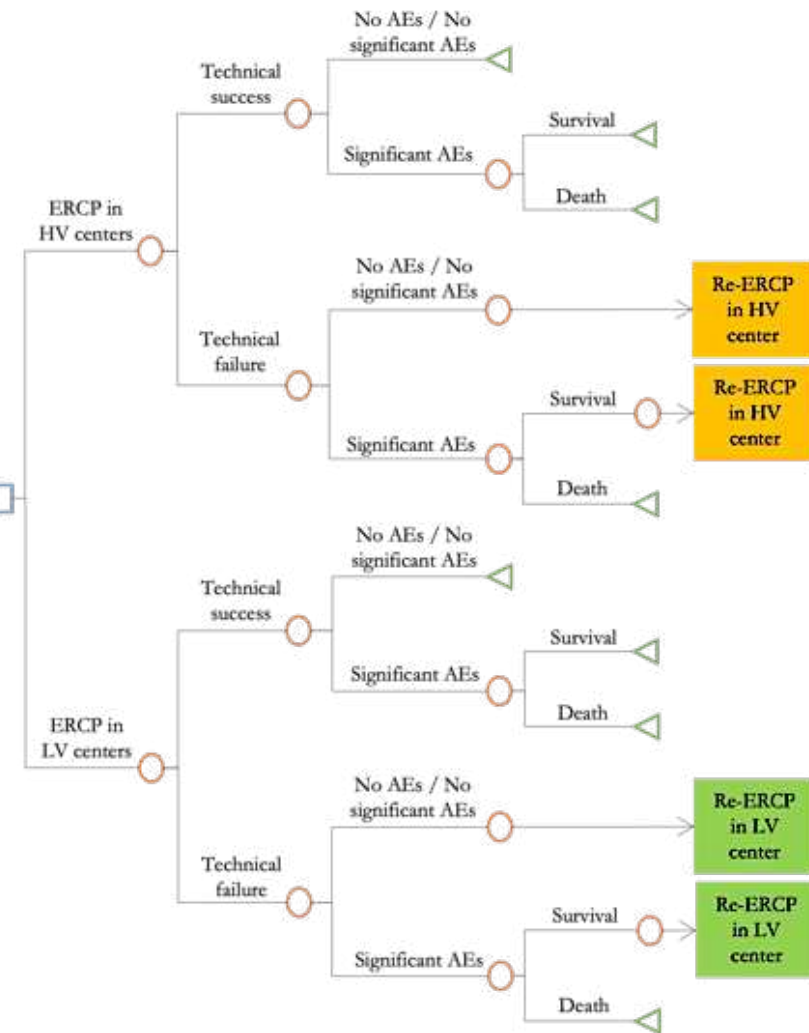 No AEs / No
significant AEs
Technical
success
Survival
Significant AEs
Death
ERCP in
HV centers
No AEs / No
significant AEs
Re-ERCP
in HV
center
Technical
failure
Survival
Re-ERCP
in HV
center
Significant AEs
Death
No AEs / No
significant AEs
Technical
success
Survival
Significant AEs
Death
ERCP in
LV centers
No AEs / No
significant AEs
Re-ERCP
in LV
center
Technical
failure
Survival
Re-ERCP
in LV
center
Significant AEs
Death